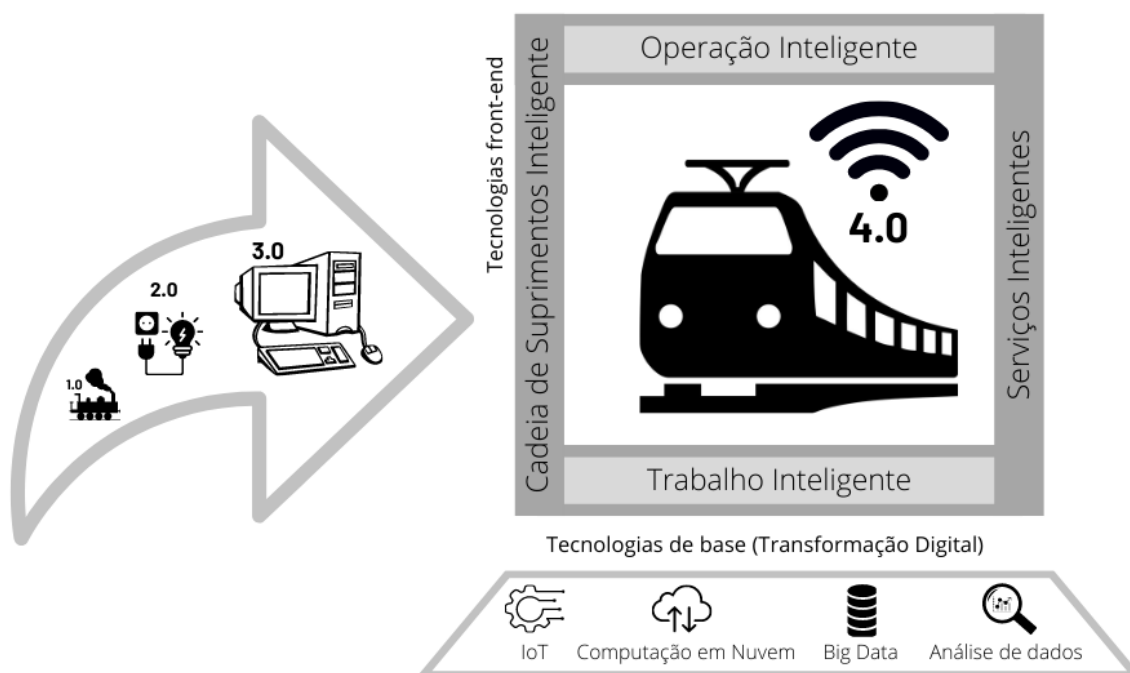 1.0
2.0
3.0
Tecnologias front-end
Cadeia de Suprimentos Inteligente
Operação Inteligente
4.0
Serviços Inteligentes
Trabalho Inteligente
Tecnologias de base (Transformação Digital)
IoT
Computação em Nuvem
Big Data
Análise de dados